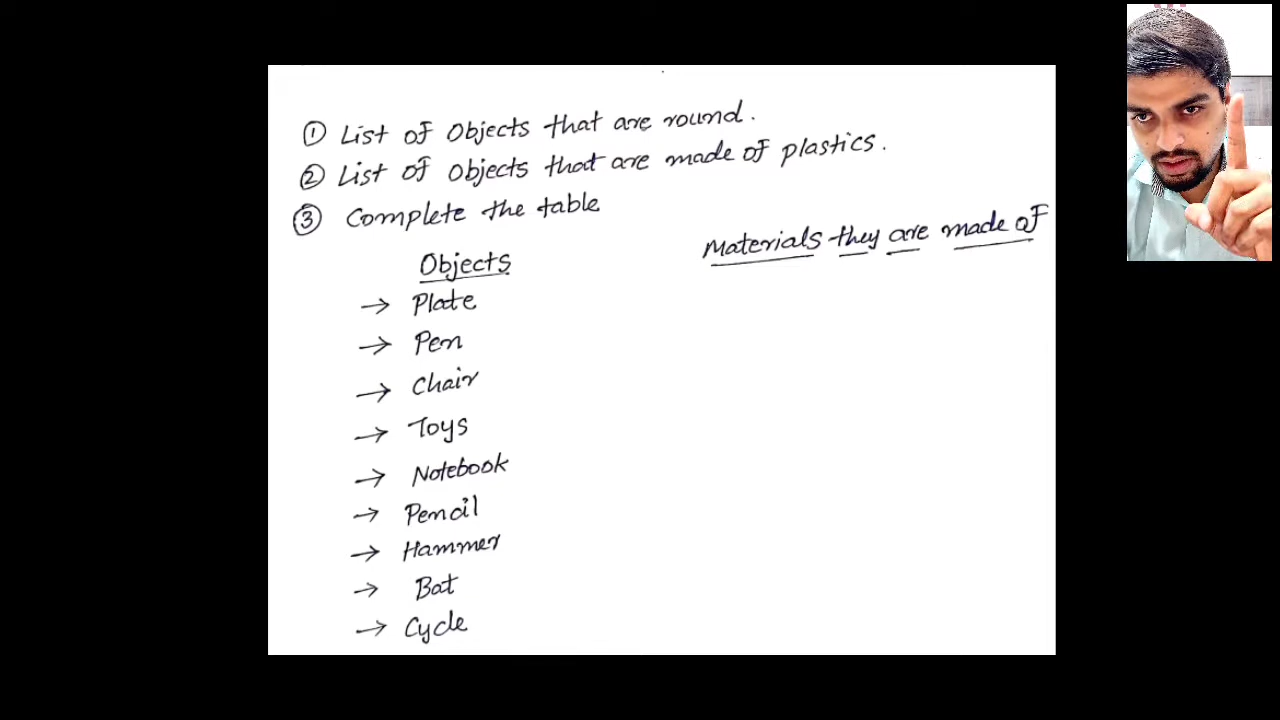 ① List of objects that are round.
② List of objects that are made of plastics.
③ Complete the table
Objects Materials they are made of
→ Plate
→ Pen
→ Chair
→ Toys
→ Notebook
→ Pencil
→ Hammer
→ Bat
→ Cycle